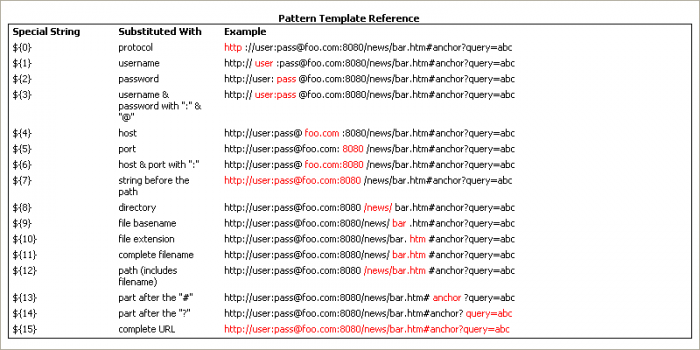 Pattern Template Reference
Special String Substituted With Example
${0} protocol http ://user:pass@foo.com:8080/news/bar.htm#anchor?query=abc
${1} username http:// user :pass@foo.com:8080/news/bar.htm#anchor?query=abc
${2} password http://user: pass @foo.com:8080/news/bar.htm#anchor?query=abc
${3} username & http:// user:pass @foo.com:8080/news/bar.htm#anchor?query=abc
password with ":" &
"@"
${4} host http://user:pass@ foo.com :8080/news/bar.htm#anchor?query=abc
${5} port http://user:pass@foo.com: 8080 /news/bar.htm#anchor?query=abc
${6} host & port with ":" http://user:pass@ foo.com:8080 /news/bar.htm#anchor?query=abc
${7} string before the http://user:pass@foo.com:8080 /news/bar.htm#anchor?query=abc
path
${8} directory http://user:pass@foo.com:8080 /news/ bar.htm#anchor?query=abc
${9} file basename http://user:pass@foo.com:8080/news/ bar .htm#anchor?query=abc
${10} file extension http://user:pass@foo.com:8080/news/bar. htm #anchor?query=abc
${11} complete filename http://user:pass@foo.com:8080/news/ bar.htm #anchor?query=abc
${12} path (includes http://user:pass@foo.com:8080 /news/bar.htm #anchor?query=abc
filename)
${13} part after the "#" http://user:pass@foo.com:8080/news/bar.htm# anchor ?query=abc
${14} part after the "?" http://user:pass@foo.com:8080/news/bar.htm#anchor? query=abc
${15} complete URL http://user:pass@foo.com:8080/news/bar.htm#anchor?query=abc